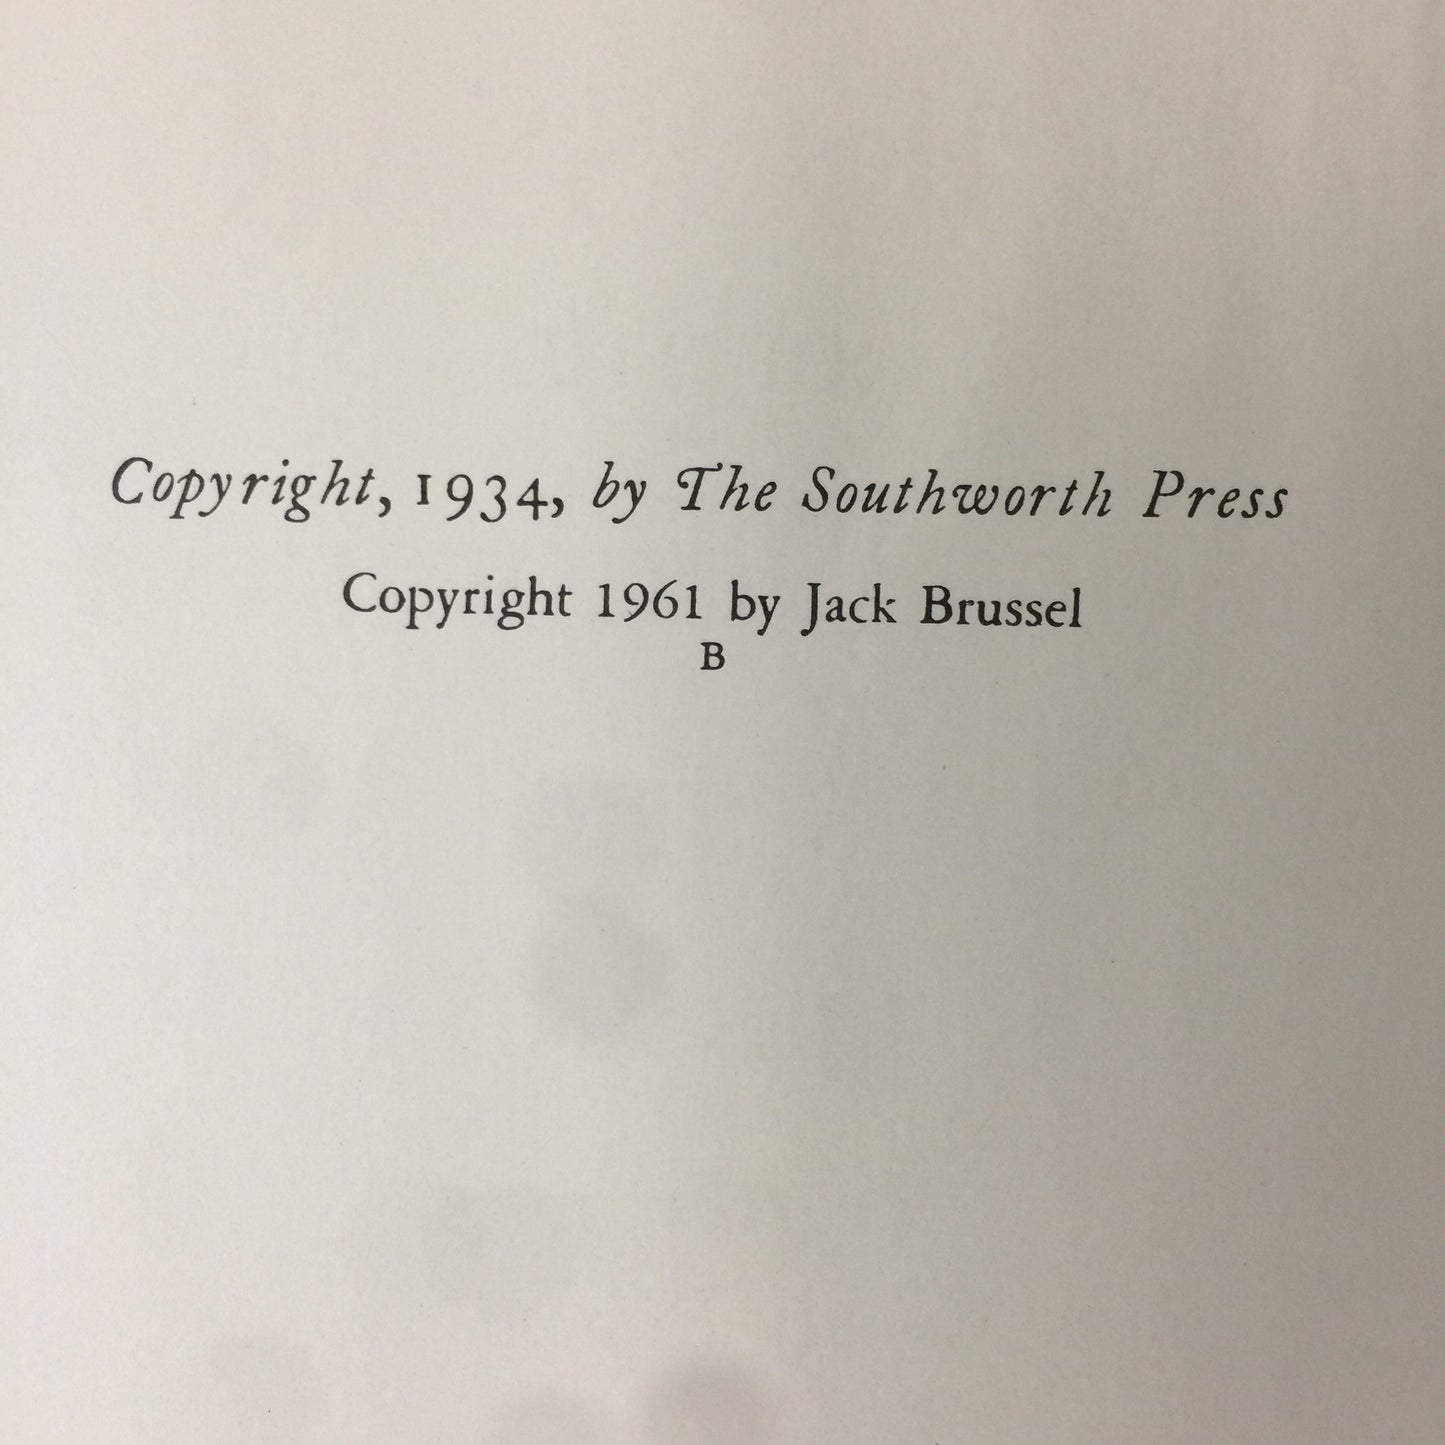 Copyright, 1934, by The Southworth Press
Copyright 1961 by Jack Brussel
B